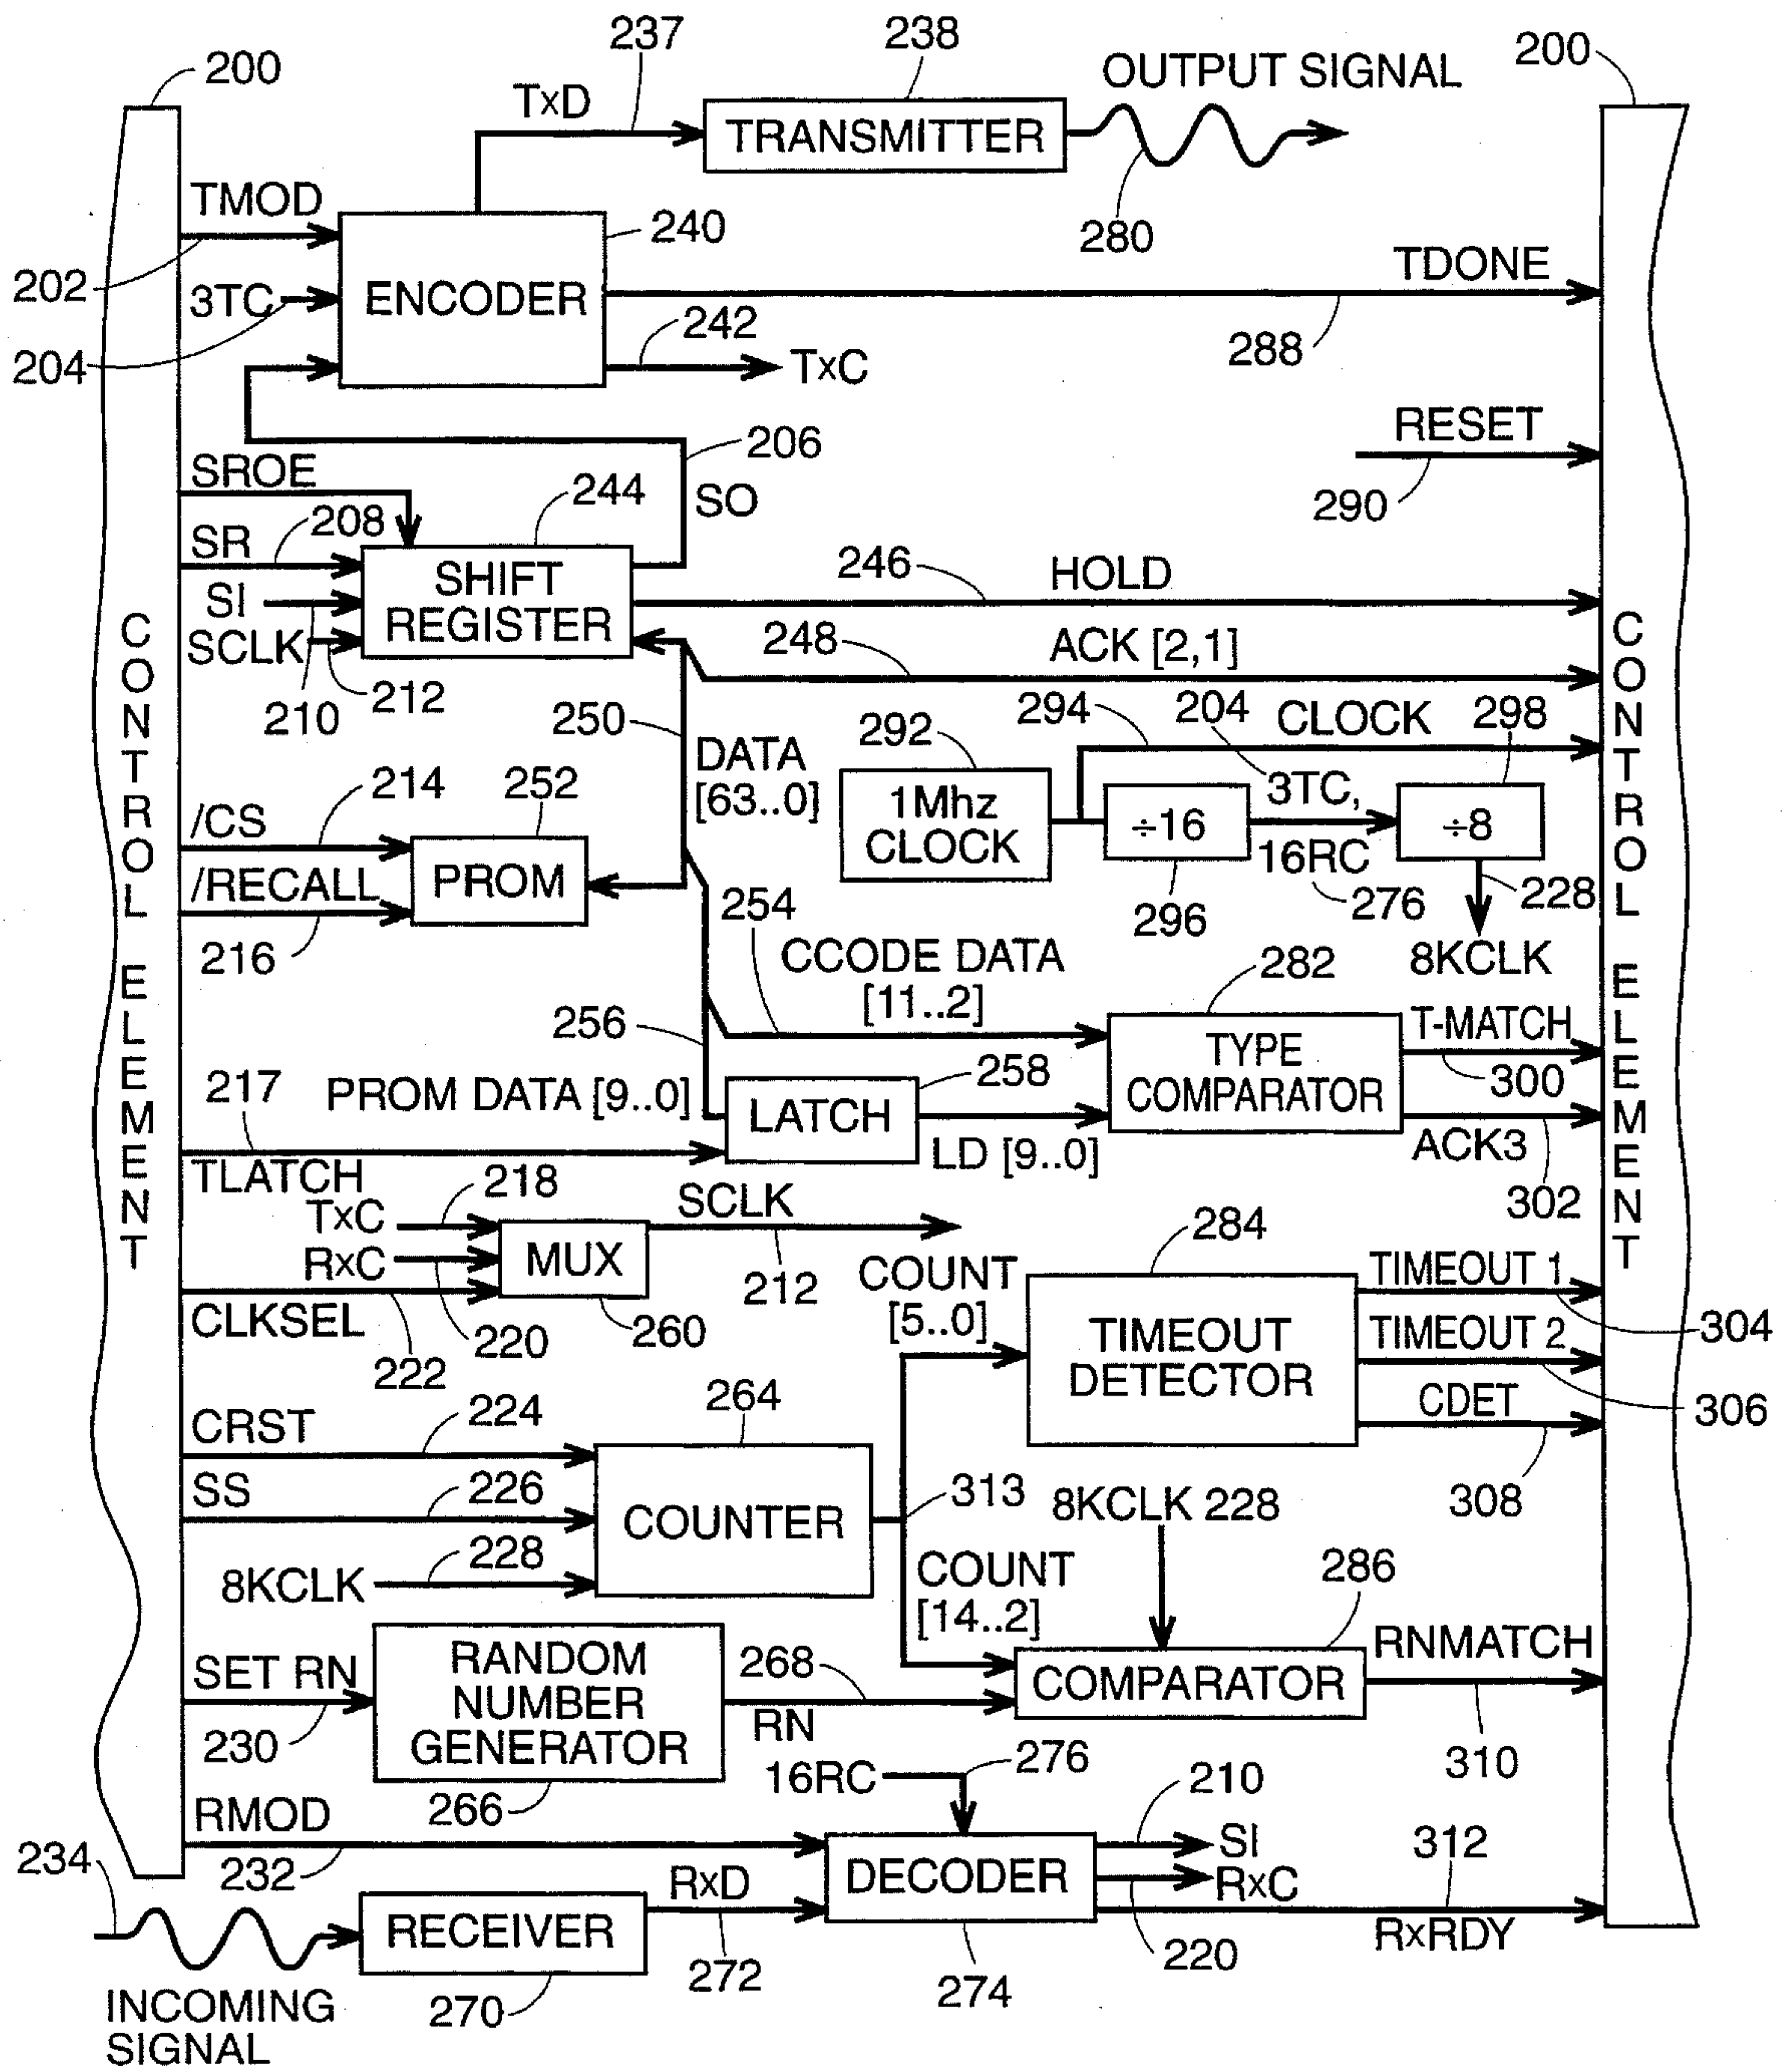 237
238
200
OUTPUT SIGNAL
200
TxD
TRANSMITTER
TMOD
240
280
202
3TC
ENCODER
TDONE
242
288
204
TxC
206
RESET
SROE
244
SO
290
208
SR
SHIFT
REGISTER
246
HOLD
SI
SCLK
248
ACK [2,1]
210
212
250
294
204
CLOCK
298
292
DATA
[63..0]
3TC,
214
252
1Mhz
CLOCK
÷16
÷8
/CS
16RC
/RECALL
PROM
254
296
276
228
216
CCODE DATA
[11..2]
282
8KCLK
256
T-MATCH
217
TYPE
COMPARATOR
PROM DATA [9..0]
258
300
LATCH
TLATCH
LD [9..0]
ACK3
218
SCLK
302
TxC
284
RxC
MUX
212
COUNT
[5..0]
TIMEOUT 1
CLKSEL
220
260
304
222
TIMEOUT
DETECTOR
TIMEOUT 2
264
CDET
306
CRST
224
SS
226
313
8KCLK 228
308
COUNTER
228
8KCLK
COUNT
[14..2]
286
RANDOM
NUMBER
GENERATOR
RNMATCH
SET RN
268
COMPARATOR
230
RN
276
310
16RC
210
266
RMOD
SI
234
232
DECODER
RxC
312
RxD
RECEIVER
RxRDY
272
220
INCOMING
SIGNAL
270
274
CONTROL ELEMENT
CONTROL ELEMENT